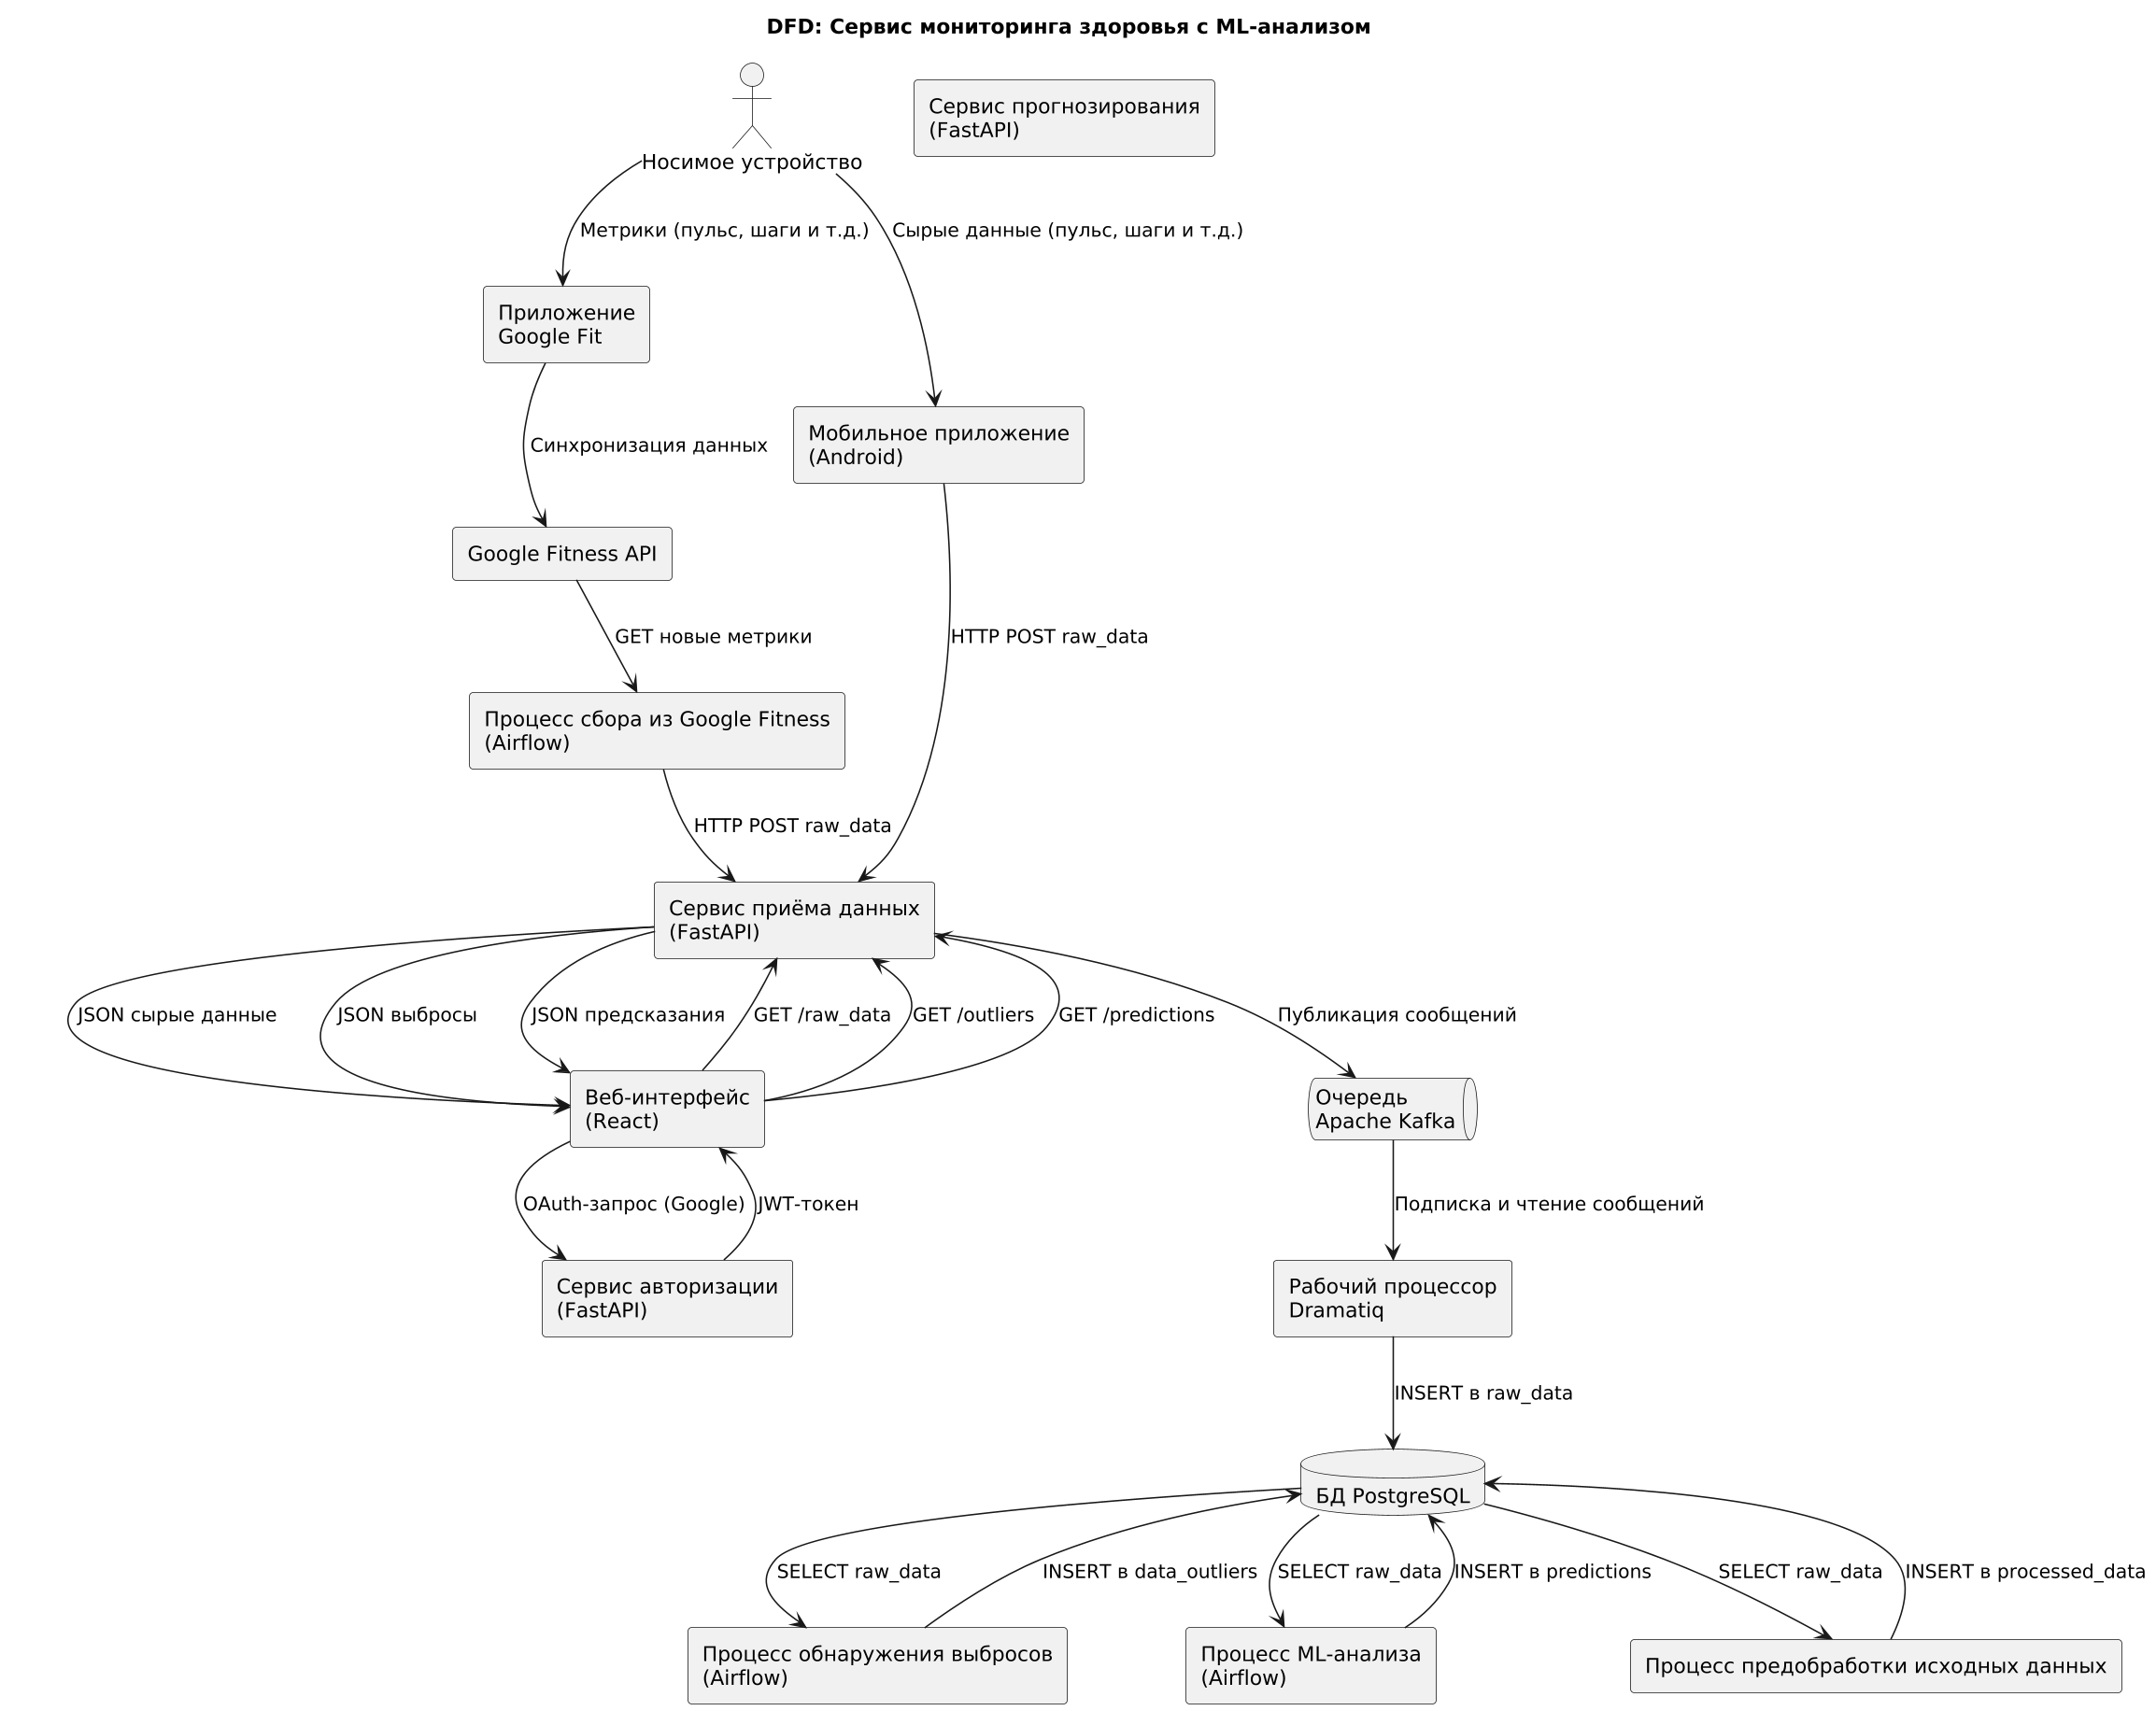 DFD: Сервис мониторинга здоровья с ML-анализом
Сервис прогнозирования
(FastAPI)
Носимое устройство
Метрики (пульс, шаги и т.д.)
Сырые данные (пульс, шаги и т.д.)
Приложение
Google Fit
Мобильное приложение
(Android)
Синхронизация данных
Google Fitness API
GET новые метрики
HTTP POST raw_data
Процесс сбора из Google Fitness
(Airflow)
HTTP POST raw_data
Сервис приёма данных
(FastAPI)
JSON сырые данные
JSON выбросы
JSON предсказания
GET /raw_data
GET /outliers
GET /predictions
Публикация сообщений
Веб-интерфейс
(React)
Очередь
Apache Kafka
OAuth-запрос (Google)
JWT-токен
Подписка и чтение сообщений
Сервис авторизации
(FastAPI)
Рабочий процессор
Dramatiq
INSERT в raw_data
БД PostgreSQL
SELECT raw_data
INSERT в data_outliers
SELECT raw_data
INSERT в predictions
SELECT raw_data
INSERT в processed_data
Процесс обнаружения выбросов
(Airflow)
Процесс ML-анализа
(Airflow)
Процесс предобработки исходных данных